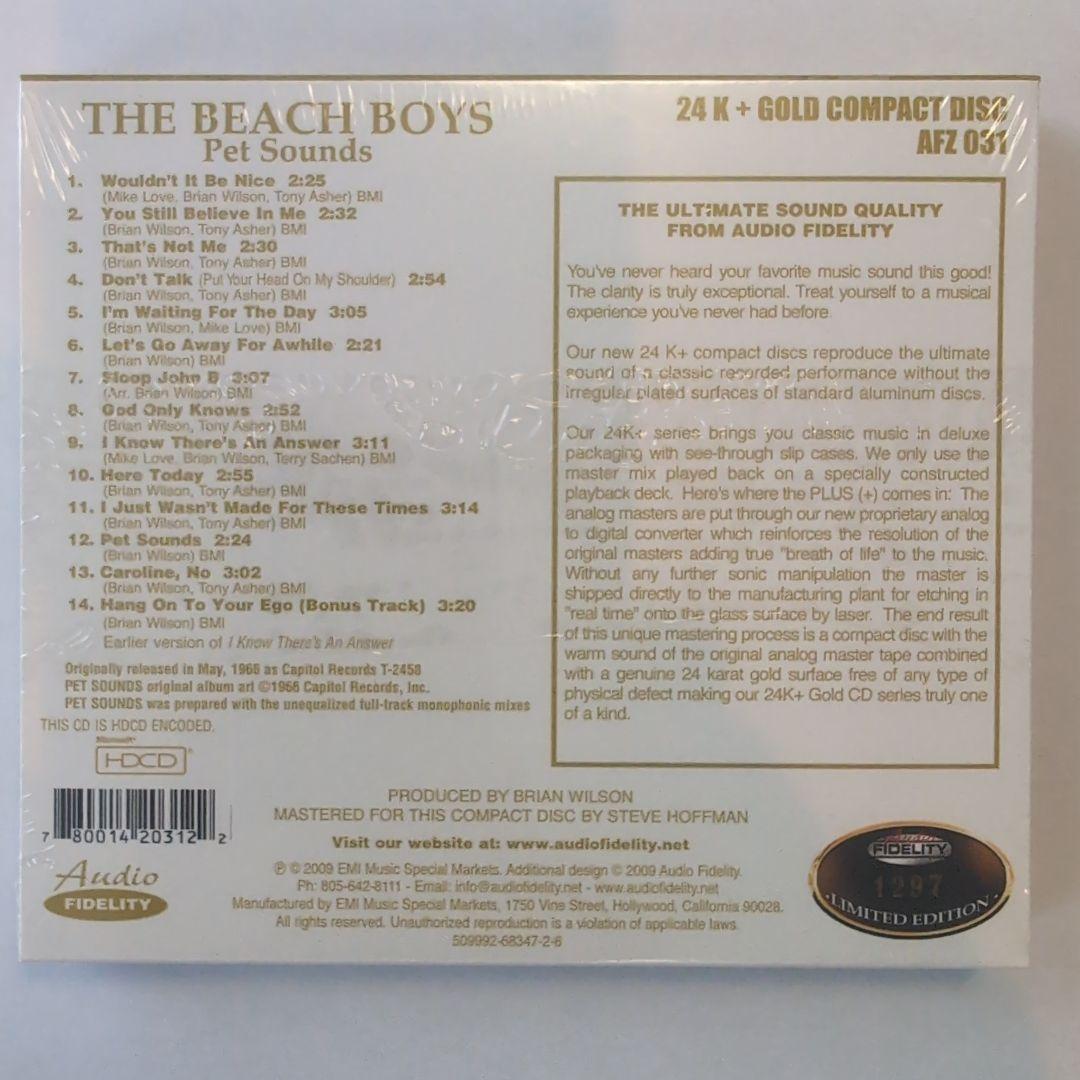 THE BEACH BOYS
Pet Sounds
1. Wouldn't It Be Nice 2:25
(Mike Love, Brian Wilson, Tony Asher) BMI
2. You Still Believe In Me 2:32
(Brian Wilson, Tony Asher) BMI
3. That's Not Me 2:30
(Brian Wilson, Tony Asher) BMI
4. Don't Talk (Put Your Head On My Shoulder) 2:54
(Brian Wilson, Tony Asher) BMI
5. I'm Waiting For The Day 3:05
(Brian Wilson, Mike Love) BMI
6. Let's Go Away For Awhile 2:21
(Brian Wilson) BMI
7. Sloop John B 3:07
(Arr. Brian Wilson) BMI
8. God Only Knows 2:52
(Brian Wilson, Tony Asher) BMI
9. I Know There's An Answer 3:11
(Mike Love, Brian Wilson, Terry Sachen) BMI
10. Here Today 2:55
(Brian Wilson, Tony Asher) BMI
11. I Just Wasn't Made For These Times 3:14
(Brian Wilson, Tony Asher) BMI
12. Pet Sounds 2:24
(Brian Wilson) BMI
13. Caroline, No 3:02
(Brian Wilson, Tony Asher) BMI
14. Hang On To Your Ego (Bonus Track) 3:20
(Brian Wilson) BMI
Earlier version of I Know There's An Answer
Originally released in May, 1966 as Capitol Records T-2458
PET SOUNDS original album art ©1966 Capitol Records, Inc.
PET SOUNDS was prepared with the unequalized full-track monophonic mixes
THIS CD IS HDCD ENCODED.
Microsoft
HDCD®
24 K + GOLD COMPACT DISC
AFZ 031
THE ULTIMATE SOUND QUALITY
FROM AUDIO FIDELITY
You've never heard your favorite music sound this good!
The clarity is truly exceptional. Treat yourself to a musical
experience you've never had before.
Our new 24 K+ compact discs reproduce the ultimate
sound of a classic recorded performance without the
irregular plated surfaces of standard aluminum discs.
Our 24K+ series brings you classic music in deluxe
packaging with see-through slip cases. We only use the
master mix played back on a specially constructed
playback deck. Here's where the PLUS (+) comes in: The
analog masters are put through our new proprietary analog
to digital converter which reinforces the resolution of the
original masters adding true "breath of life" to the music.
Without any further sonic manipulation the master is
shipped directly to the manufacturing plant for etching in
"real time" onto the glass surface by laser. The end result
of this unique mastering process is a compact disc with the
warm sound of the original analog master tape combined
with a genuine 24 karat gold surface free of any type of
physical defect making our 24K+ Gold CD series truly one
of a kind.
7 80014 20312 2
Audio
FIDELITY
PRODUCED BY BRIAN WILSON
MASTERED FOR THIS COMPACT DISC BY STEVE HOFFMAN
Visit our website at: www.audiofidelity.net
℗ © 2009 EMI Music Special Markets. Additional design © 2009 Audio Fidelity.
Ph: 805-642-8111 - Email: info@audiofidelity.net - www.audiofidelity.net
Manufactured by EMI Music Special Markets, 1750 Vine Street, Hollywood, California 90028.
All rights reserved. Unauthorized reproduction is a violation of applicable laws.
509992-68347-2-6
Audio
FIDELITY
1297
·LIMITED EDITION·